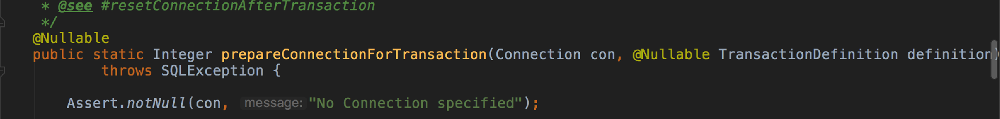 * @see #resetConnectionAfterTransaction
*/
@Nullable
public static Integer prepareConnectionForTransaction(Connection con, @Nullable TransactionDefinition definition)
throws SQLException {
Assert.notNull(con, message: "No Connection specified");